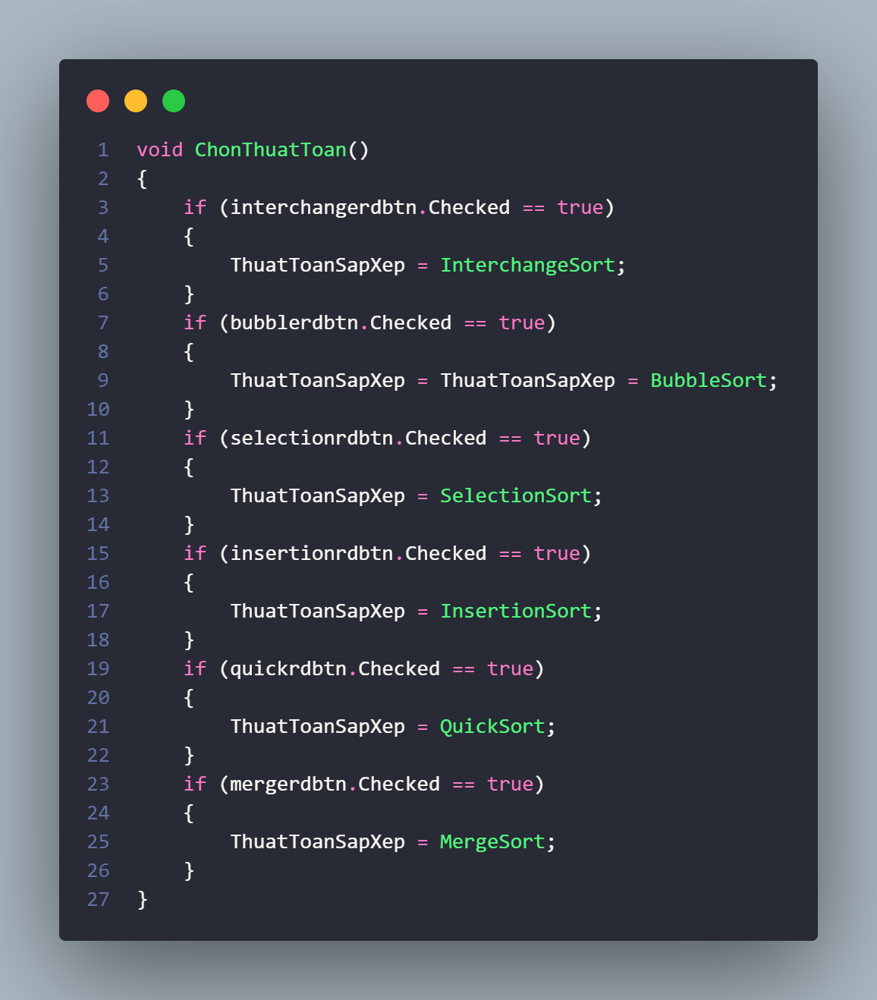 1 void ChonThuatToan()
2 {
3     if (interchangerdbtn.Checked == true)
4     {
5         ThuatToanSapXep = InterchangeSort;
6     }
7     if (bubblerdbtn.Checked == true)
8     {
9         ThuatToanSapXep = ThuatToanSapXep = BubbleSort;
10     }
11     if (selectionrdbtn.Checked == true)
12     {
13         ThuatToanSapXep = SelectionSort;
14     }
15     if (insertionrdbtn.Checked == true)
16     {
17         ThuatToanSapXep = InsertionSort;
18     }
19     if (quickrdbtn.Checked == true)
20     {
21         ThuatToanSapXep = QuickSort;
22     }
23     if (mergerdbtn.Checked == true)
24     {
25         ThuatToanSapXep = MergeSort;
26     }
27 }